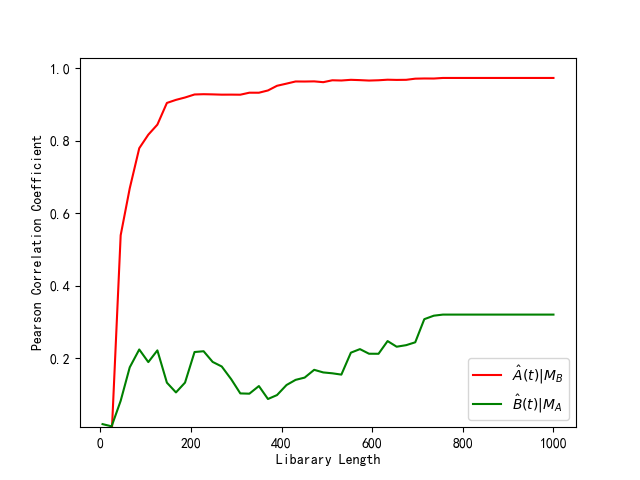 1.0
0.8
0.6
0.4
0.2
Pearson Correlation Coefficient
0
200
400
600
800
1000
Libarary Length
Â(t)|M_B
B̂(t)|M_A